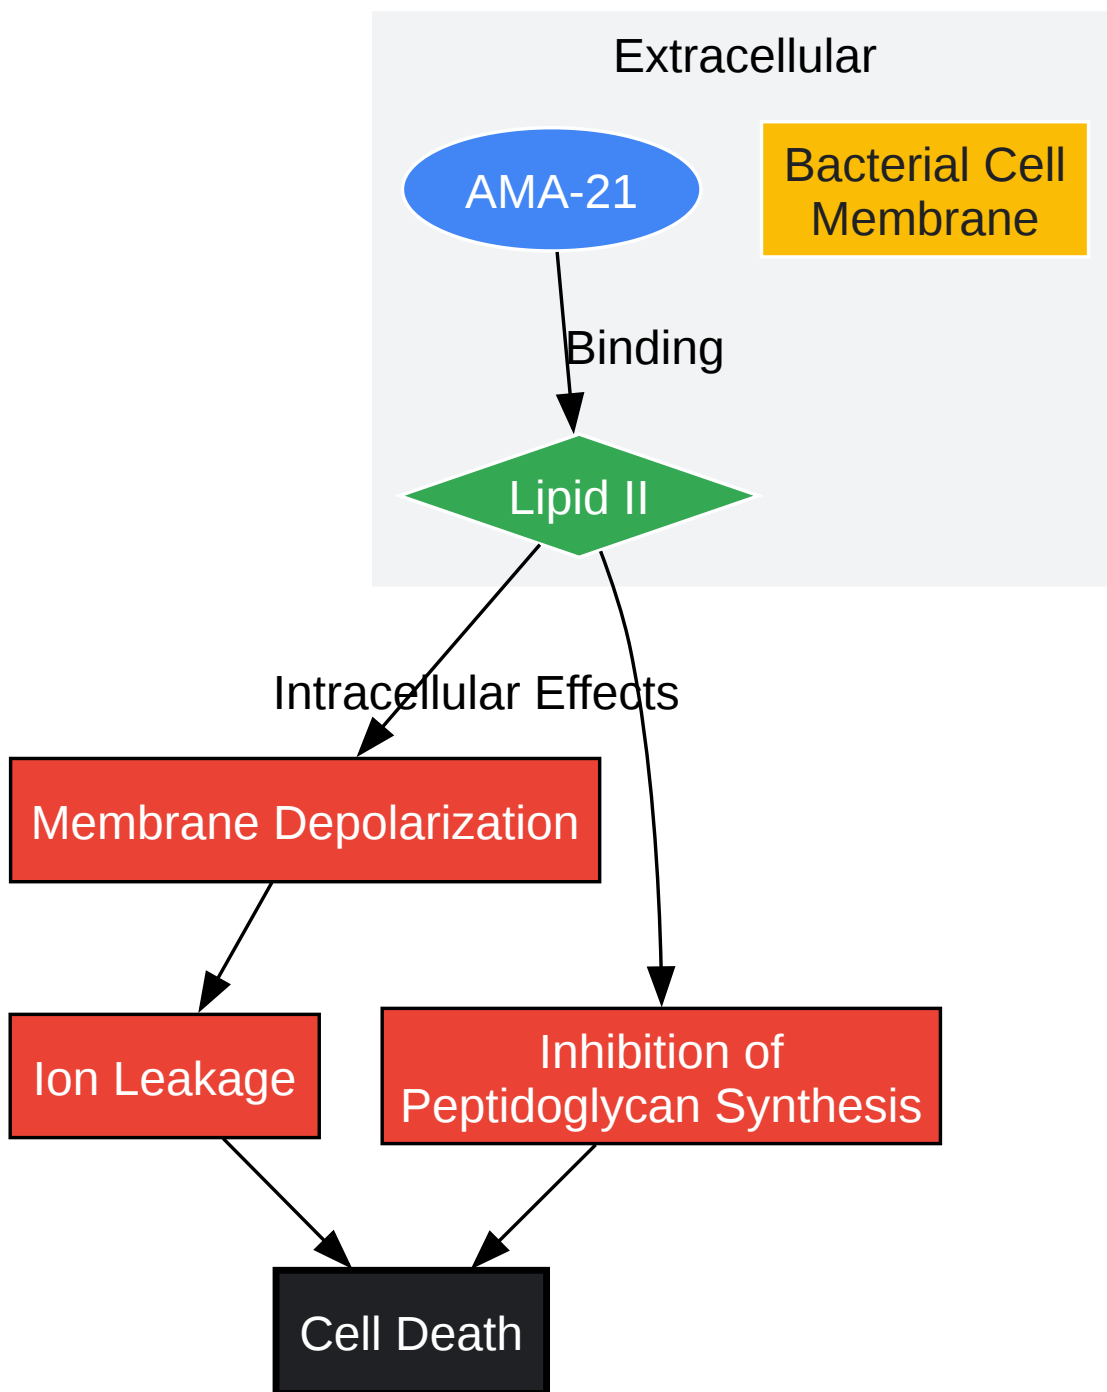 Extracellular
AMA-21
Bacterial Cell
Membrane
Binding
Lipid II
Intracellular Effects
Membrane Depolarization
Ion Leakage
Inhibition of
Peptidoglycan Synthesis
Cell Death